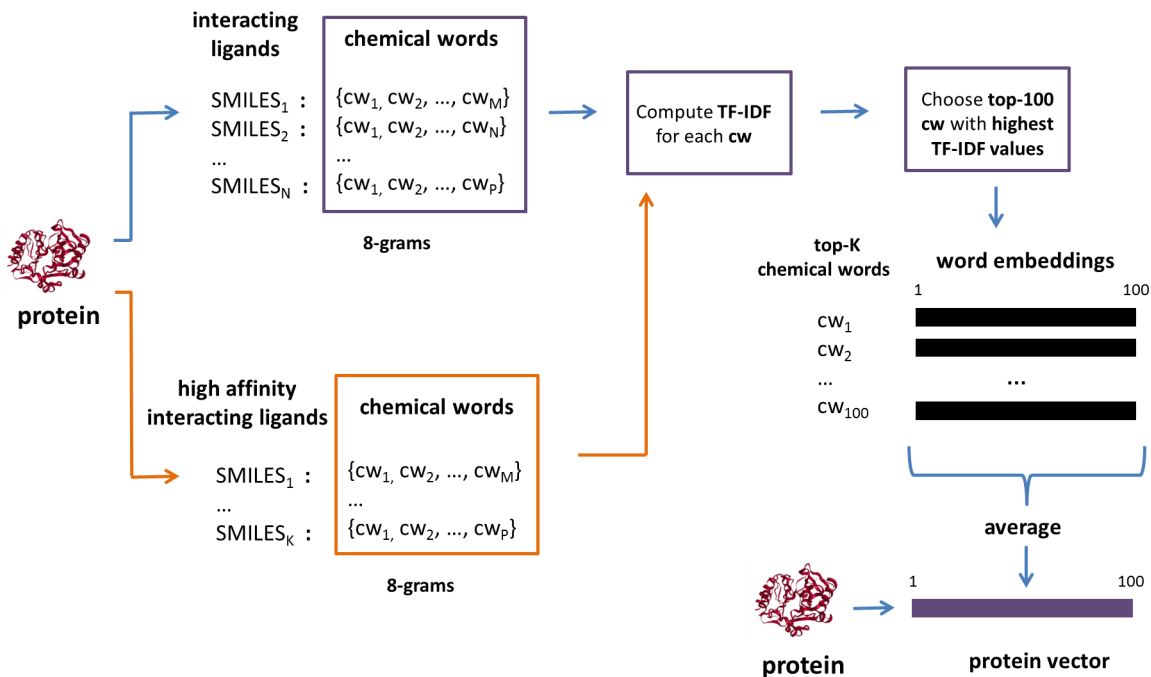 interacting
ligands
chemical words
SMILES1 : {cw1, cw2, ..., cwM}
SMILES2 : {cw1, cw2, ..., cwN}
... ...
SMILESN : {cw1, cw2, ..., cwP}
8-grams
Compute TF-IDF
for each cw
Choose top-100
cw with highest
TF-IDF values
protein
high affinity
interacting ligands
chemical words
SMILES1 : {cw1, cw2, ..., cwM}
... ...
SMILESK : {cw1, cw2, ..., cwP}
8-grams
top-K
chemical words
word embeddings
1 100
cw1
cw2
... ...
cw100
average
1 100
protein
protein vector